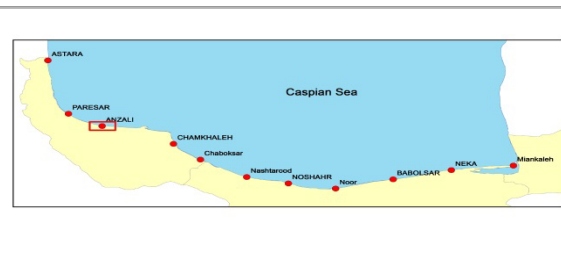 ASTARA
Caspian Sea
PARESAR
ANZALI
CHAMKHALEH
Chaboksar
Nashtarood
NOSHAHR
Noor
BABOLSAR
NEKA
Miankaleh